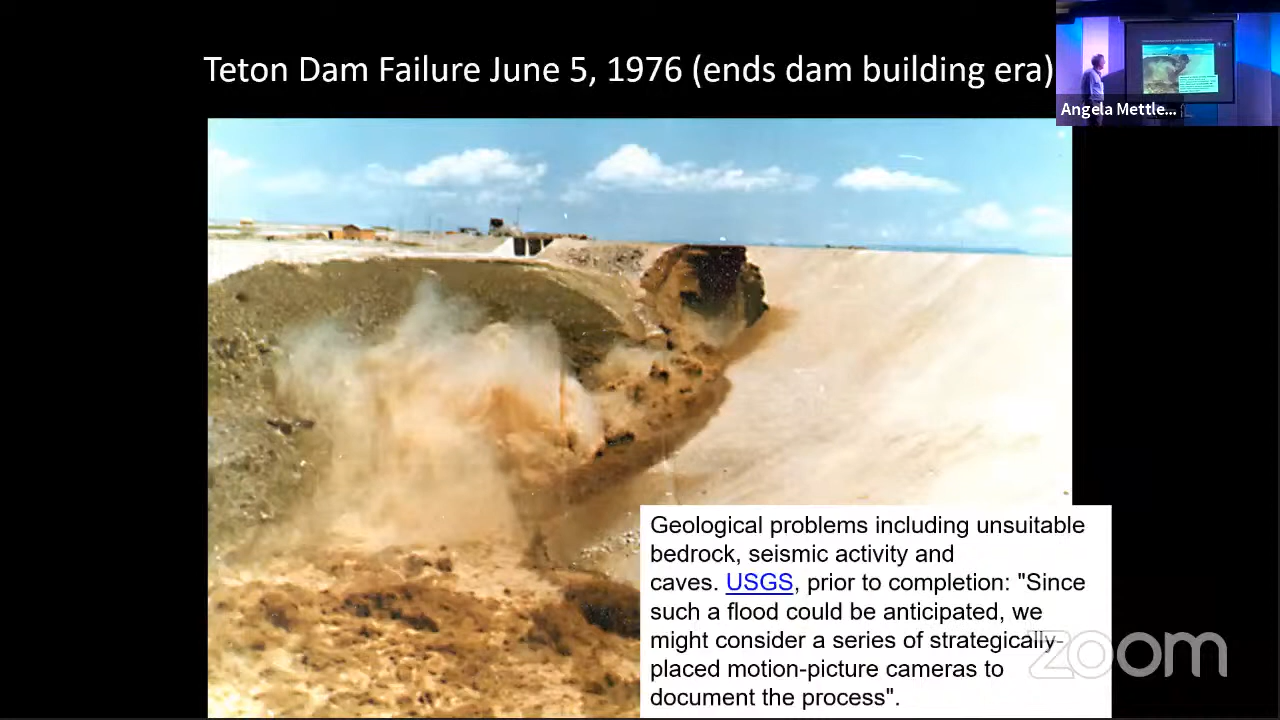 Teton Dam Failure June 5, 1976 (ends dam building era)
Angela Mettle...
Geological problems including unsuitable
bedrock, seismic activity and
caves. USGS, prior to completion: "Since
such a flood could be anticipated, we
might consider a series of strategically-
placed motion-picture cameras to
document the process".
zoom